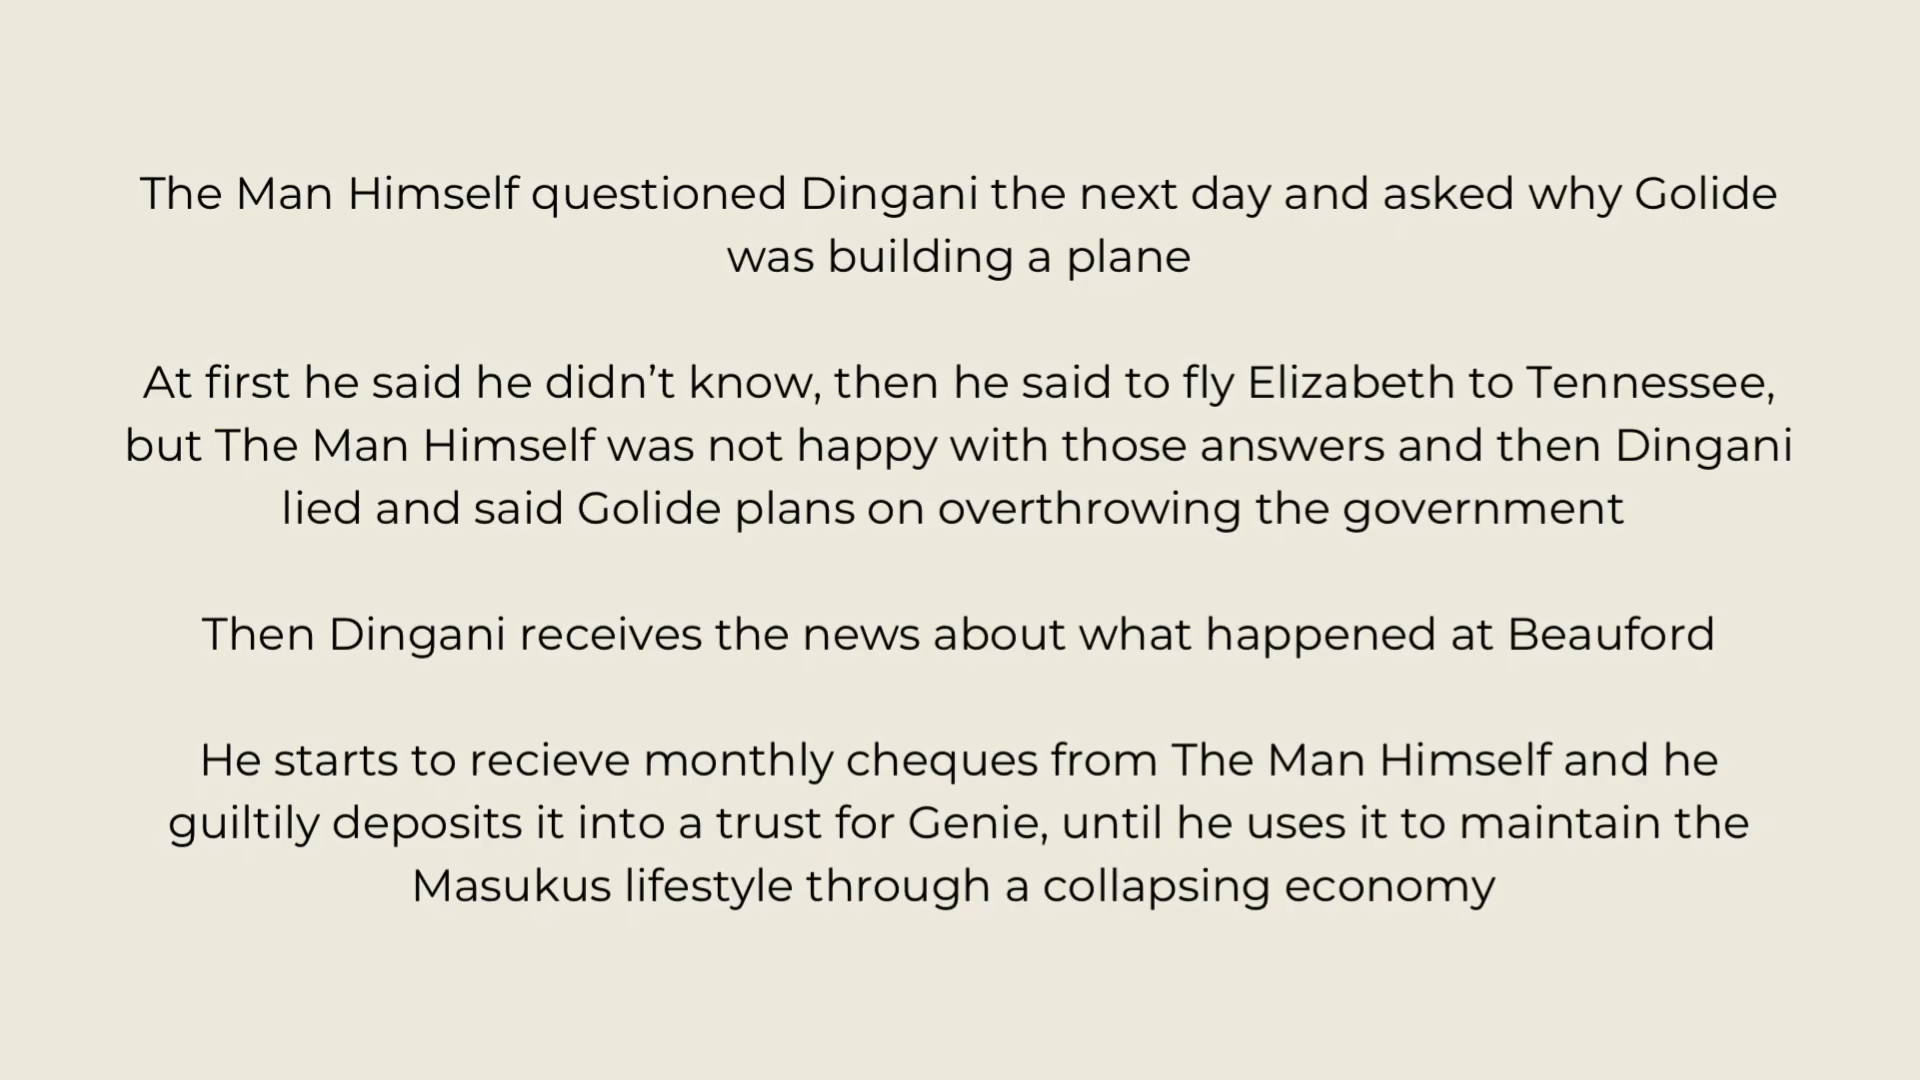 The Man Himself questioned Dingani the next day and asked why Golide
was building a plane
At first he said he didn’t know, then he said to fly Elizabeth to Tennessee,
but The Man Himself was not happy with those answers and then Dingani
lied and said Golide plans on overthrowing the government
Then Dingani receives the news about what happened at Beauford
He starts to recieve monthly cheques from The Man Himself and he
guiltily deposits it into a trust for Genie, until he uses it to maintain the
Masukus lifestyle through a collapsing economy